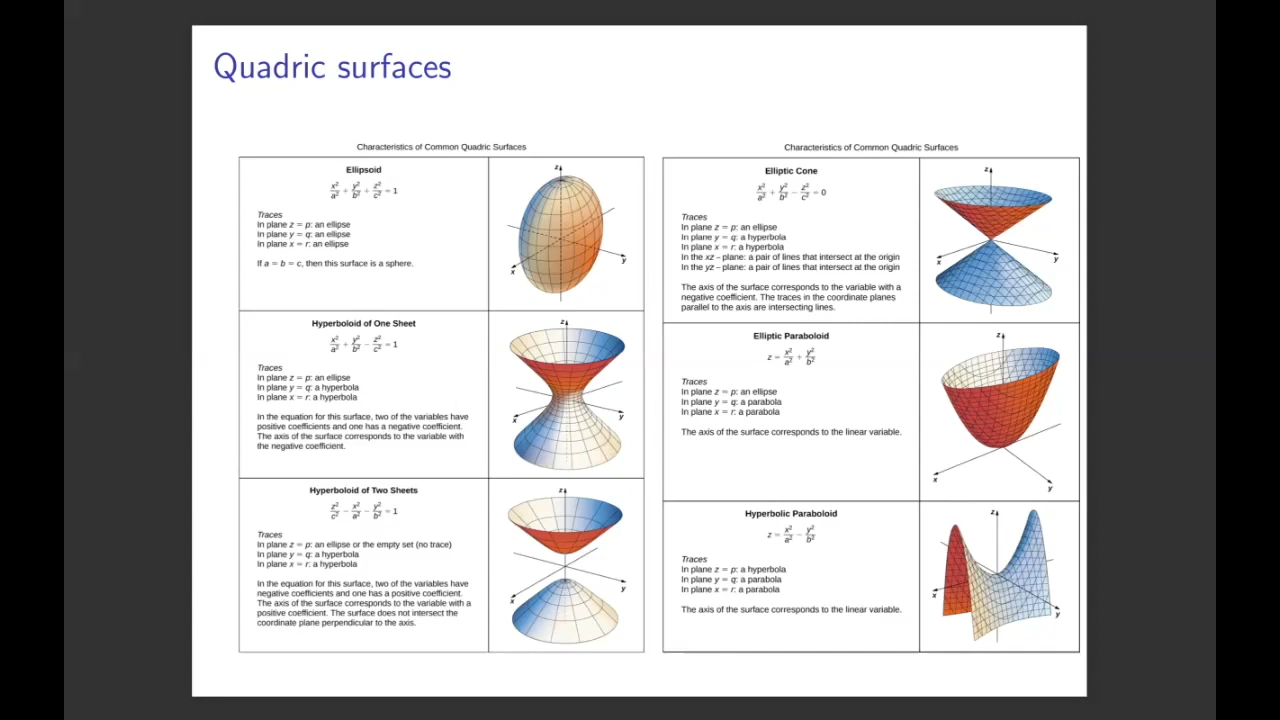 Quadric surfaces
Characteristics of Common Quadric Surfaces
Ellipsoid
x²/a² + y²/b² + z²/c² = 1
Traces
In plane z = p: an ellipse
In plane y = q: an ellipse
In plane x = r: an ellipse
If a = b = c, then this surface is a sphere.
z
x
y
Hyperboloid of One Sheet
x²/a² + y²/b² − z²/c² = 1
Traces
In plane z = p: an ellipse
In plane y = q: a hyperbola
In plane x = r: a hyperbola
In the equation for this surface, two of the variables have
positive coefficients and one has a negative coefficient.
The axis of the surface corresponds to the variable with
the negative coefficient.
z
x
y
Hyperboloid of Two Sheets
z²/c² − x²/a² − y²/b² = 1
Traces
In plane z = p: an ellipse or the empty set (no trace)
In plane y = q: a hyperbola
In plane x = r: a hyperbola
In the equation for this surface, two of the variables have
negative coefficients and one has a positive coefficient.
The axis of the surface corresponds to the variable with a
positive coefficient. The surface does not intersect the
coordinate plane perpendicular to the axis.
z
x
y
Characteristics of Common Quadric Surfaces
Elliptic Cone
x²/a² + y²/b² − z²/c² = 0
Traces
In plane z = p: an ellipse
In plane y = q: a hyperbola
In plane x = r: a hyperbola
In the xz – plane: a pair of lines that intersect at the origin
In the yz – plane: a pair of lines that intersect at the origin
The axis of the surface corresponds to the variable with a
negative coefficient. The traces in the coordinate planes
parallel to the axis are intersecting lines.
z
x
y
Elliptic Paraboloid
z = x²/a² + y²/b²
Traces
In plane z = p: an ellipse
In plane y = q: a parabola
In plane x = r: a parabola
The axis of the surface corresponds to the linear variable.
z
x
y
Hyperbolic Paraboloid
z = x²/a² − y²/b²
Traces
In plane z = p: a hyperbola
In plane y = q: a parabola
In plane x = r: a parabola
The axis of the surface corresponds to the linear variable.
z
x
y